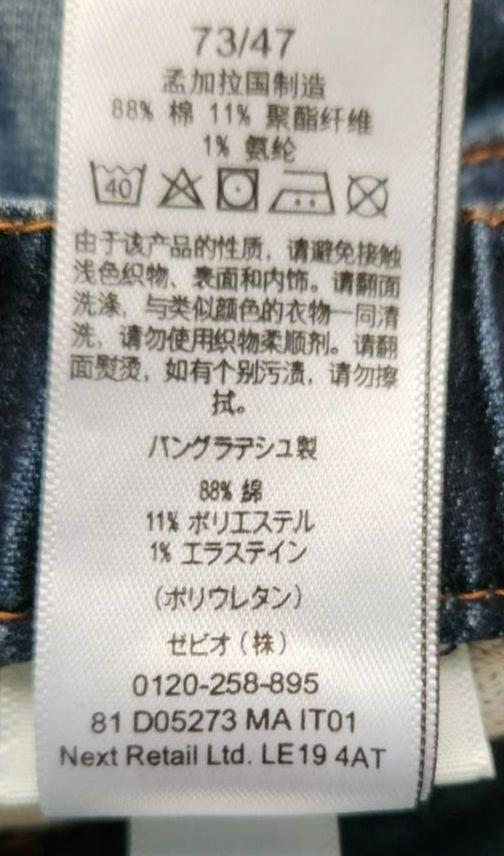 73/47
孟加拉国制造
88% 棉 11% 聚酯纤维
1% 氨纶
40
由于该产品的性质，请避免接触
浅色织物、表面和内饰。请翻面
洗涤，与类似颜色的衣物一同清
洗，请勿使用织物柔顺剂。请翻
面熨烫，如有个别污渍，请勿擦
拭。
バングラデシュ製
88% 綿
11% ポリエステル
1% エラステイン
(ポリウレタン)
ゼビオ(株)
0120-258-895
81 D05273 MA IT01
Next Retail Ltd. LE19 4AT